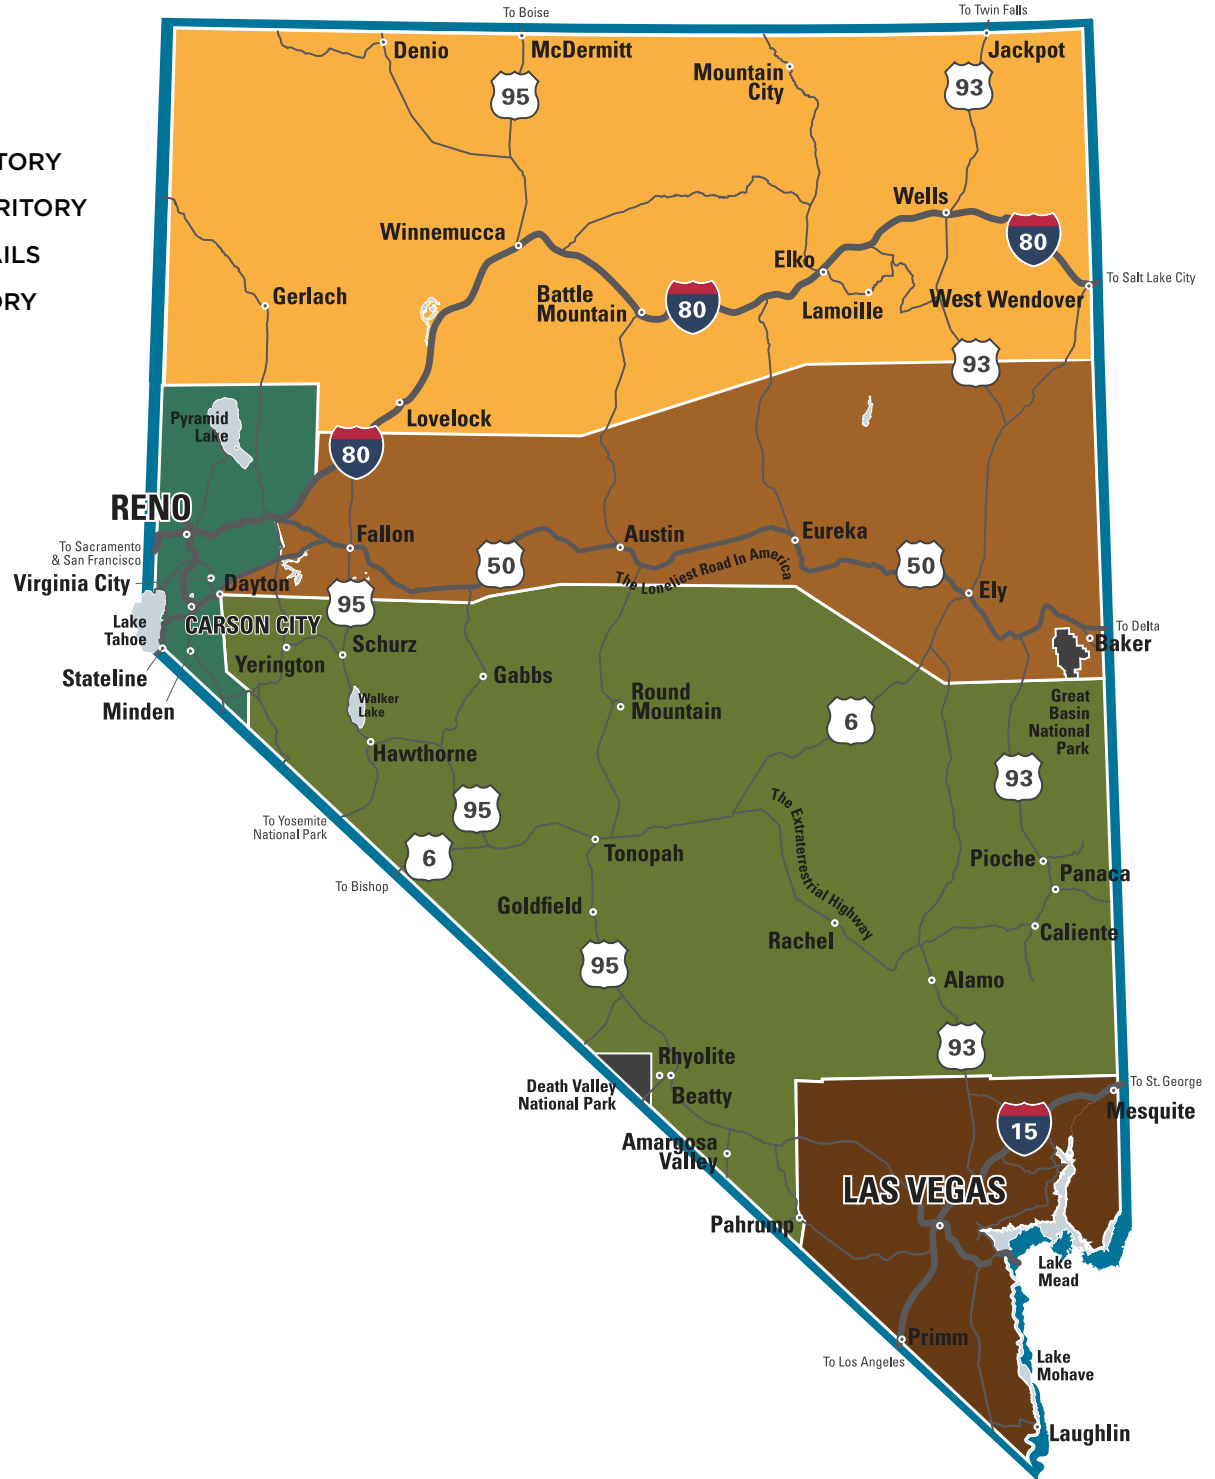 To Boise
To Twin Falls
Denio
McDermitt
Jackpot
Mountain
City
95
93
TORY
RITORY
AILS
ORY
Wells
Winnemucca
80
Elko
To Salt Lake City
Gerlach
Battle
Mountain
80
Lamoille
West Wendover
93
Pyramid
Lake
Lovelock
80
RENO
To Sacramento
& San Francisco
Fallon
Austin
Eureka
50
50
The Loneliest Road In America
Virginia City
Dayton
95
Ely
Lake
Tahoe
CARSON CITY
To Delta
Baker
Stateline
Yerington
Schurz
Minden
Gabbs
Walker
Lake
Round
Mountain
Great
Basin
National
Park
6
Hawthorne
93
95
The Extraterrestrial Highway
To Yosemite
National Park
6
Tonopah
Pioche
Panaca
To Bishop
Goldfield
Rachel
Caliente
95
Alamo
93
Rhyolite
Death Valley
National Park
Beatty
To St. George
Mesquite
15
Amargosa
Valley
LAS VEGAS
Pahrump
Lake
Mead
Primm
To Los Angeles
Lake
Mohave
Laughlin